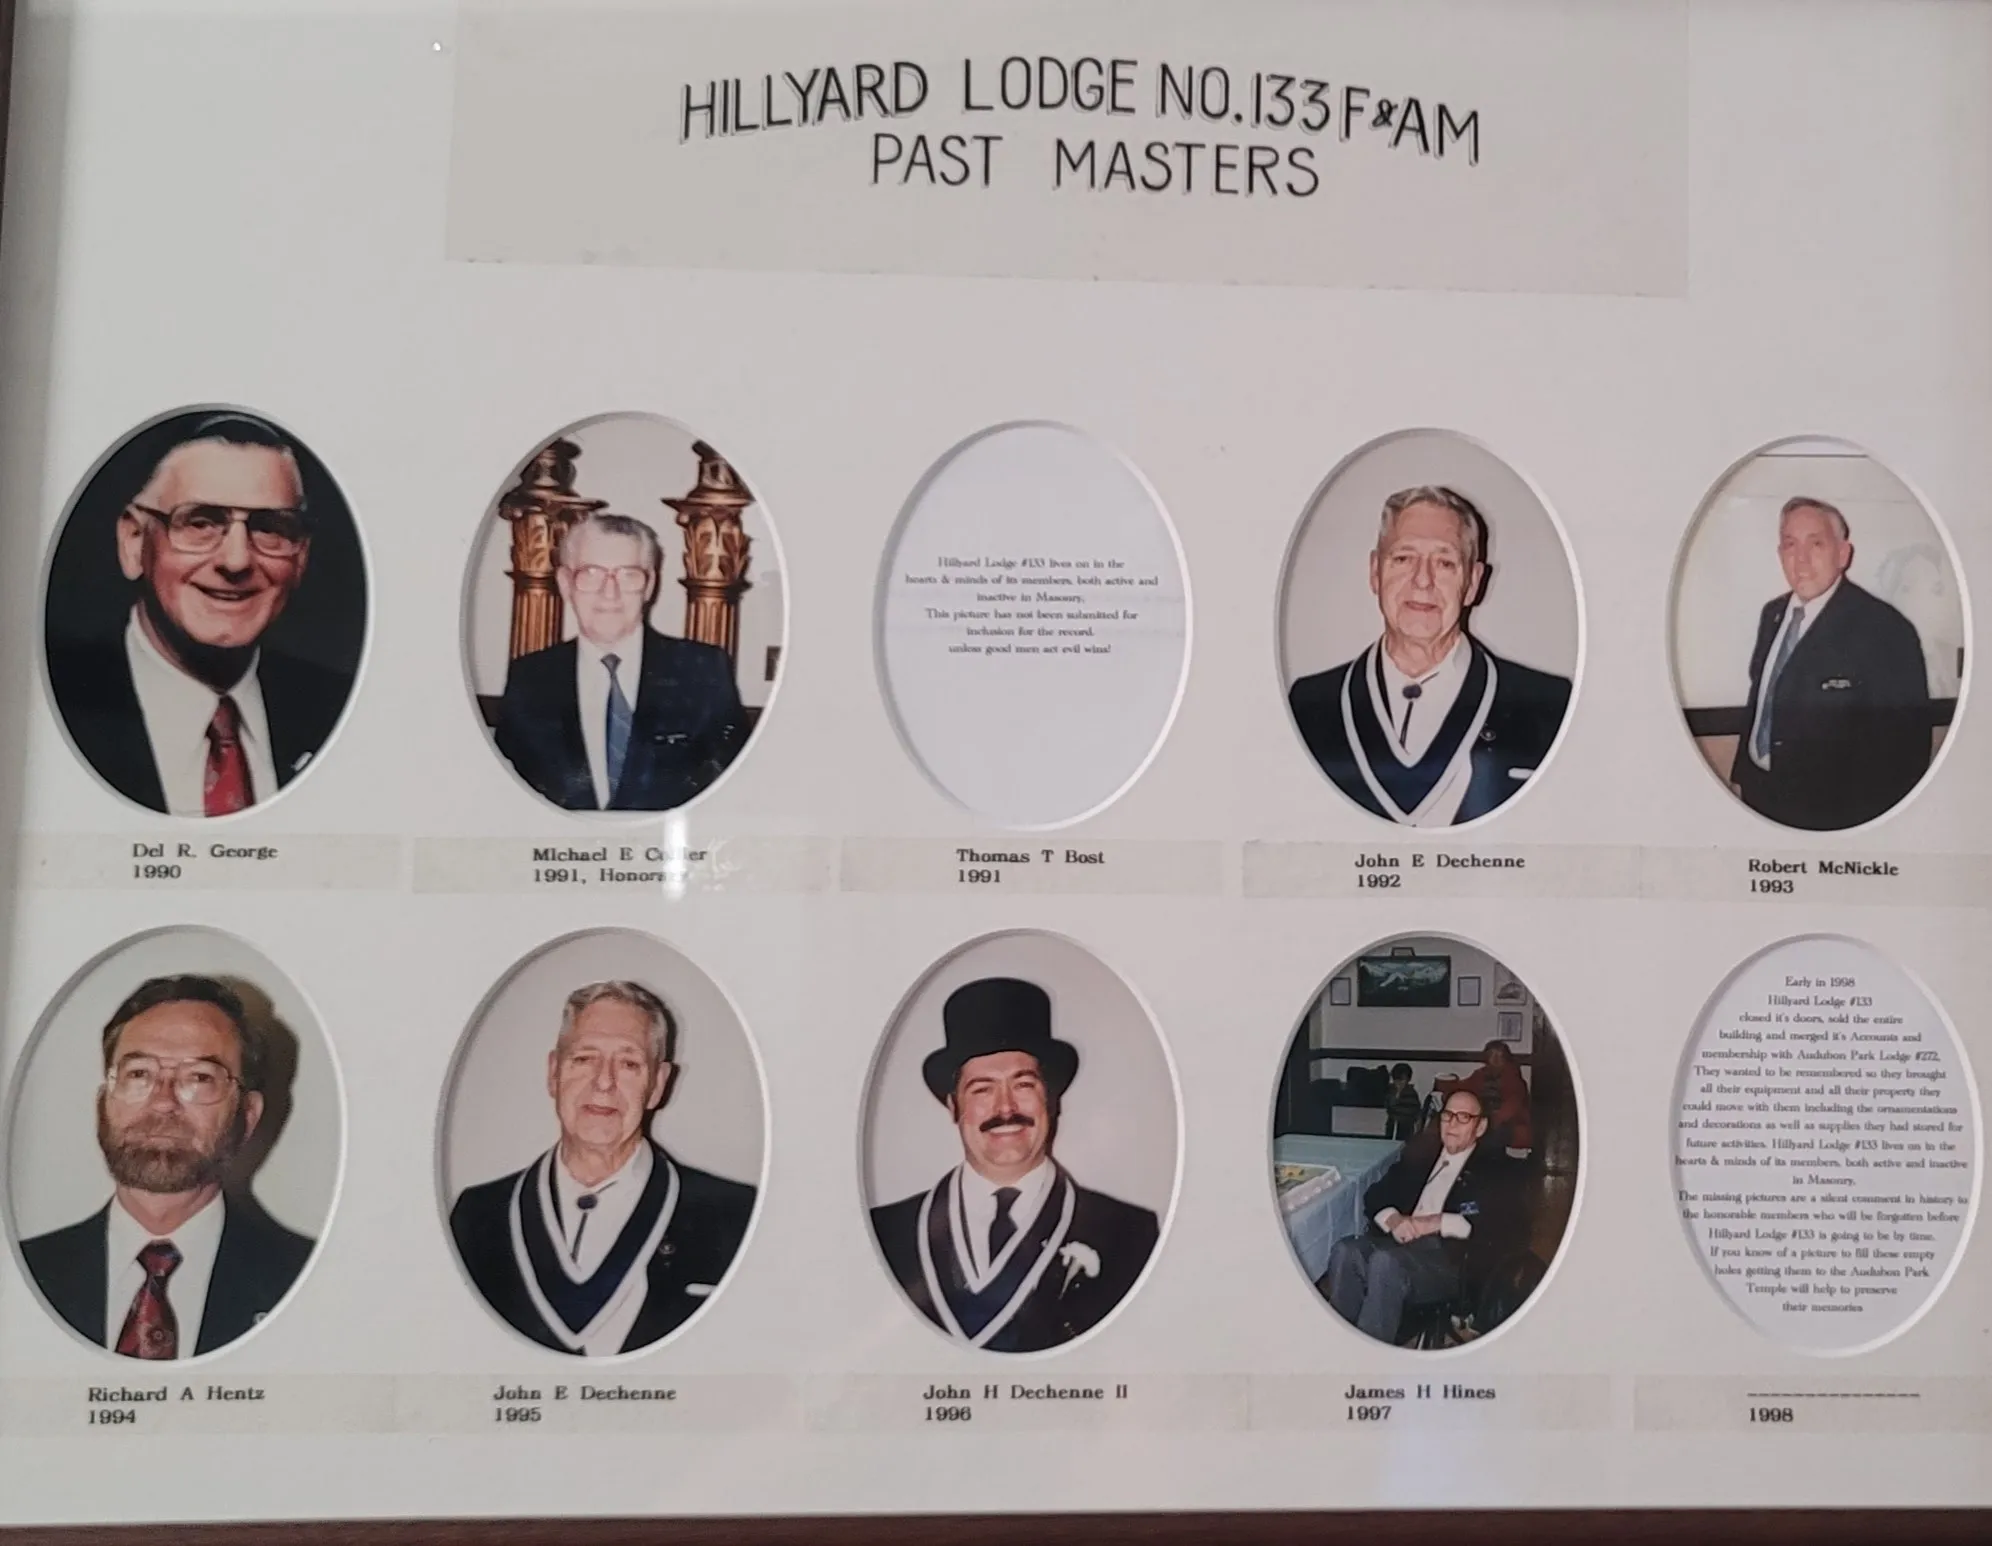 HILLYARD LODGE NO. 133 F&AM
PAST MASTERS
Hillyard Lodge #133 lives on in the
hearts & minds of its members, both active and
inactive in Masonry.
This picture has not been submitted for
inclusion for the record.
unless good men act evil wins!
Del R. George
1990
Michael E
1991, Honorary
Thomas T Bost
1991
John E Dechenne
1992
Robert McNickle
1993
Early in 1998
Hillyard Lodge #133
closed it's doors, sold the entire
building and merged it's Accounts and
membership with Audubon Park Lodge #272.
They wanted to be remembered so they brought
all their equipment and all their property they
could move with them including the ornamentations
and decorations as well as supplies they had stored for
future activities. Hillyard Lodge #133 lives on in the
hearts & minds of its members, both active and inactive
in Masonry.
The missing pictures are a silent comment in history to
the honorable members who will be forgotten before
Hillyard Lodge #133 is going to be by time.
If you know of a picture to fill these empty
holes getting them to the Audubon Park
Temple will help to preserve
their memories
Richard A Hentz
1994
John E Dechenne
1995
John H Dechenne II
1996
James H Hines
1997
1998